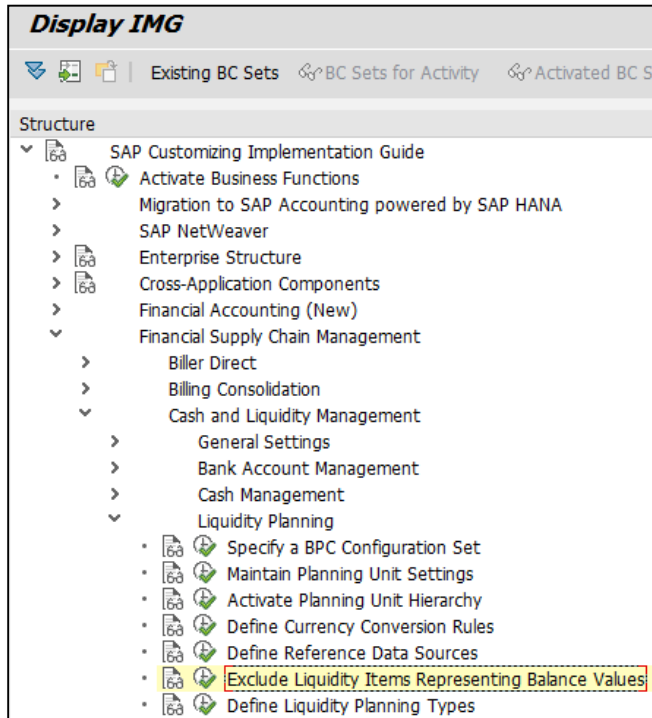 Display IMG
Existing BC Sets BC Sets for Activity Activated BC S
Structure
SAP Customizing Implementation Guide
Activate Business Functions
Migration to SAP Accounting powered by SAP HANA
SAP NetWeaver
Enterprise Structure
Cross-Application Components
Financial Accounting (New)
Financial Supply Chain Management
Biller Direct
Billing Consolidation
Cash and Liquidity Management
General Settings
Bank Account Management
Cash Management
Liquidity Planning
Specify a BPC Configuration Set
Maintain Planning Unit Settings
Activate Planning Unit Hierarchy
Define Currency Conversion Rules
Define Reference Data Sources
Exclude Liquidity Items Representing Balance Values
Define Liquidity Planning Types